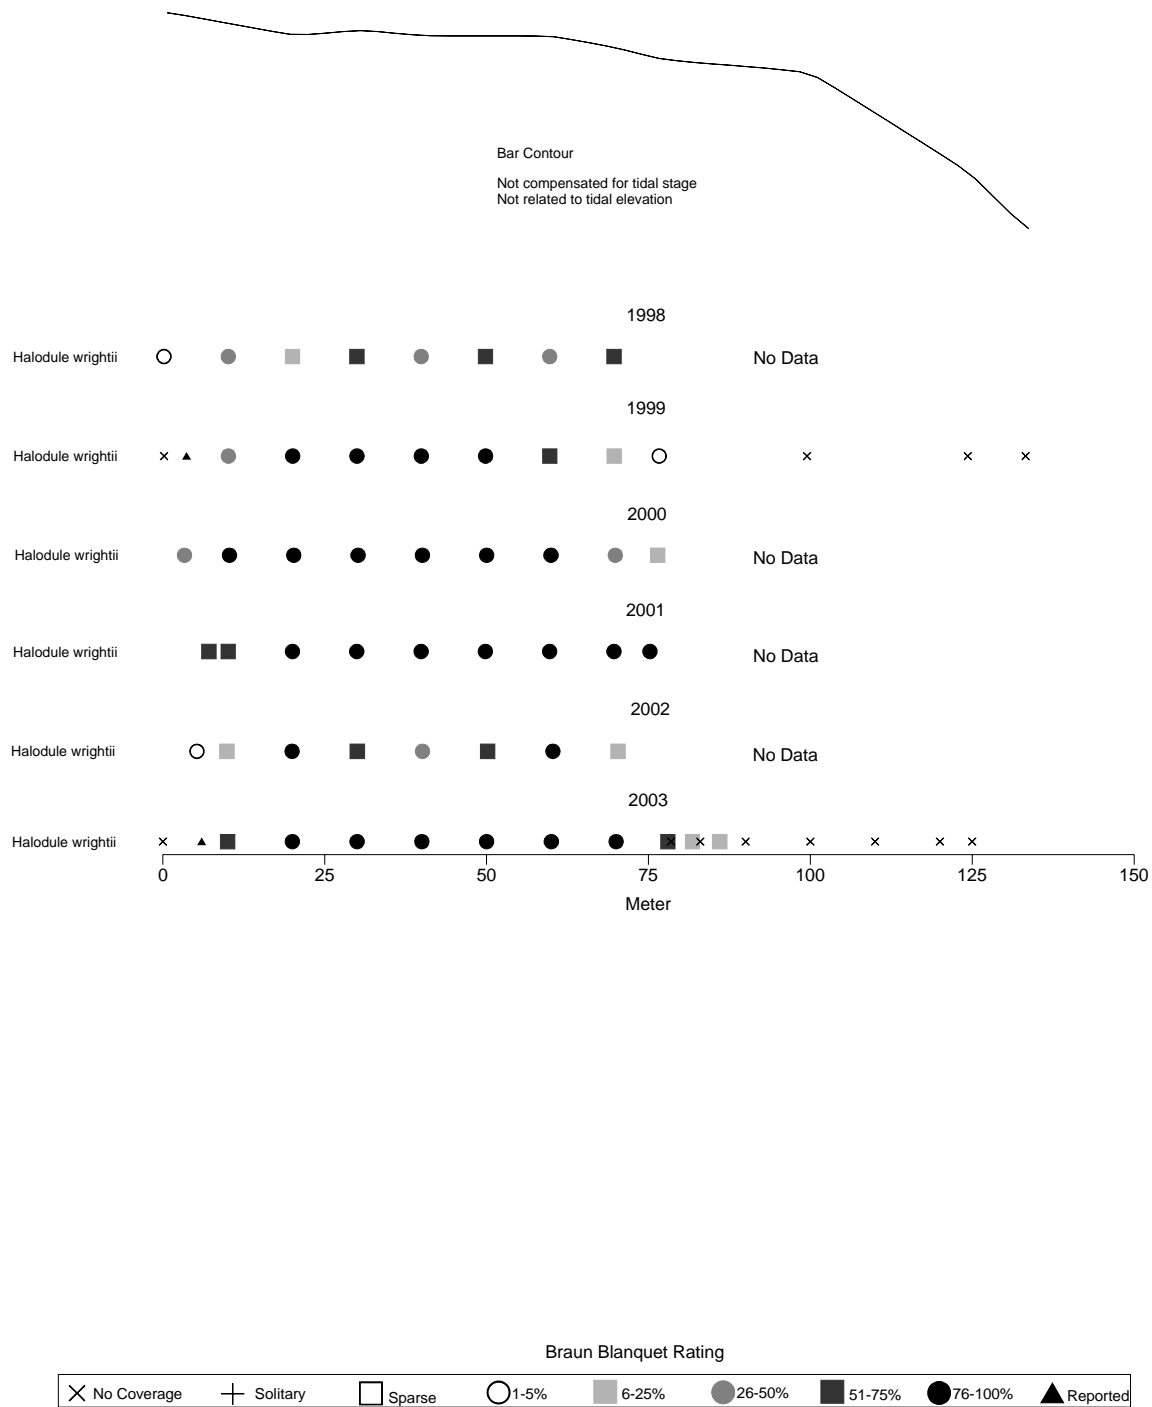 Bar Contour
Not compensated for tidal stage
Not related to tidal elevation
1998
Halodule wrightii No Data
1999
Halodule wrightii
2000
Halodule wrightii No Data
2001
Halodule wrightii No Data
2002
Halodule wrightii No Data
2003
Halodule wrightii
0 25 50 75 100 125 150
Meter
Braun Blanquet Rating
No Coverage Solitary Sparse 1-5% 6-25% 26-50% 51-75% 76-100% Reported